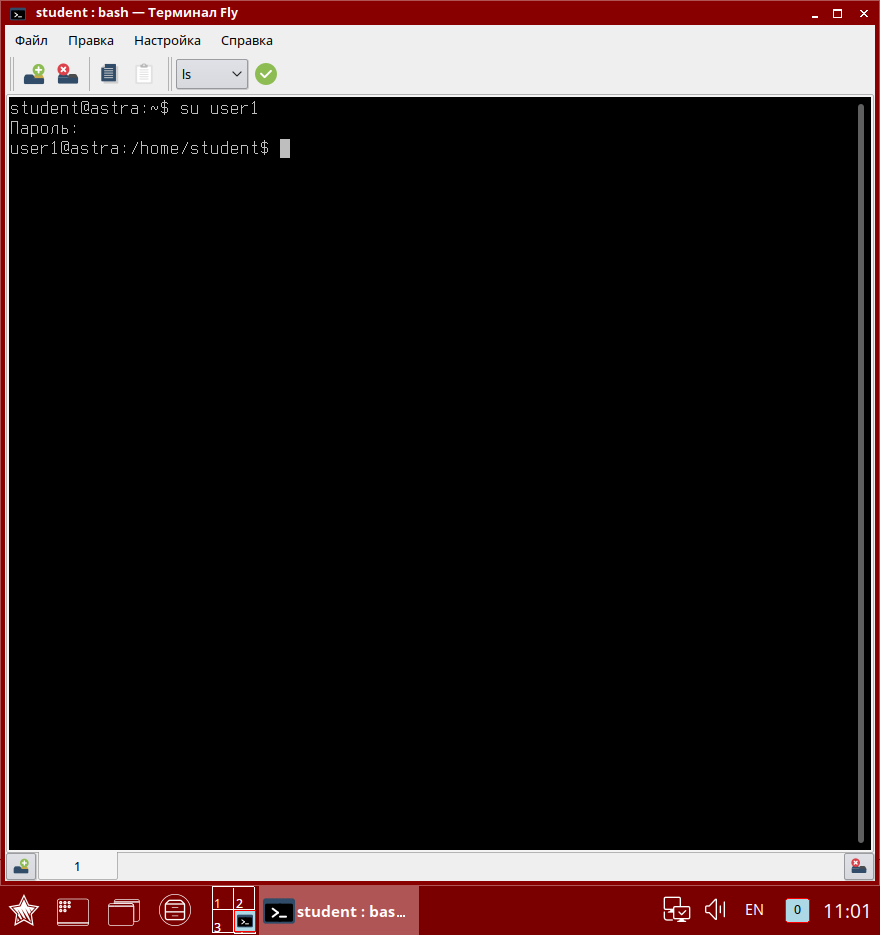 student : bash — Терминал Fly
Файл Правка Настройка Справка
ls
student@astra:~$ su user1
Пароль:
user1@astra:/home/student$
1
1 2
3
student : bas...
EN
0
11:01